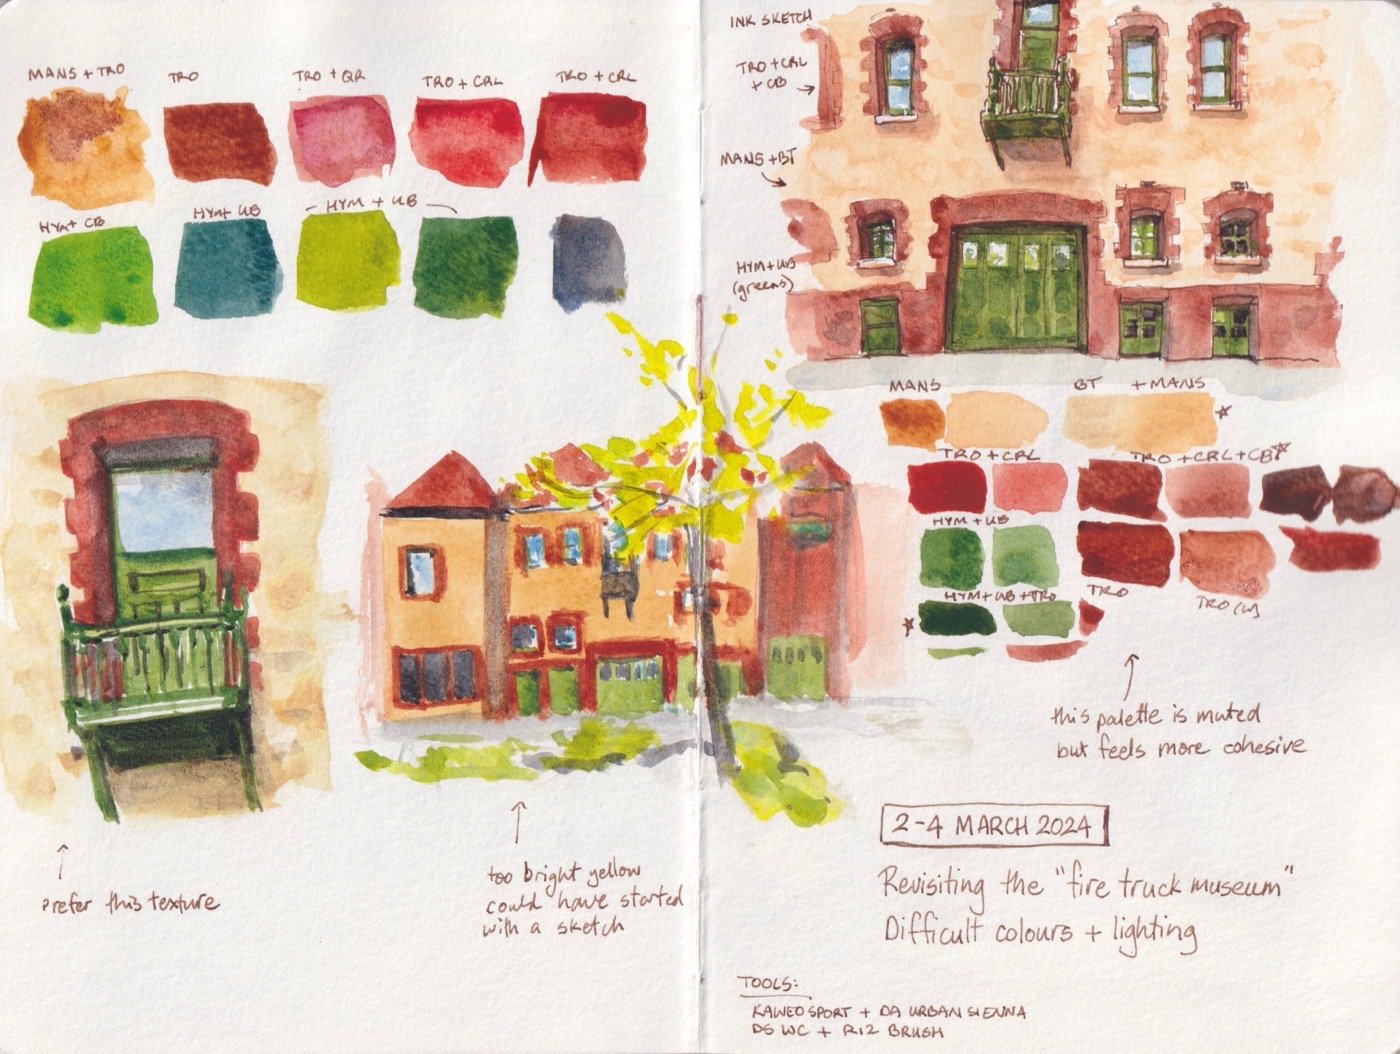 MANS + TRO
TRO
TRO + QR
TRO + CRL
TRO + CRL
HYM + CB
HYM + UB
— HYM + UB —
prefer this texture
too bright yellow
could have started
with a sketch
INK SKETCH
TRO + CRL
+ CB
MANS + BT
HYM + UB
(greens)
MANS
BT + MANS
TRO + CRL
TRO + CRL + CB
HYM + UB
HYM + UB + TRO
TRO
TRO (W)
this palette is muted
but feels more cohesive
2-4 MARCH 2024
Revisiting the "fire truck museum"
Difficult colours + lighting
TOOLS:
KAWECO SPORT + DA URBAN SIENNA
DS WC + R12 BRUSH